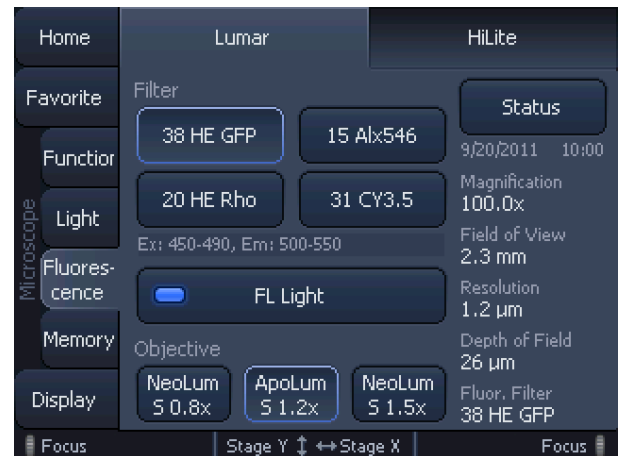 Home
Favorite
Microscope
Function
Light
Fluores-
cence
Memory
Display
Lumar
HiLite
Filter
38 HE GFP
15 Alx546
20 HE Rho
31 CY3.5
Ex: 450-490, Em: 500-550
FL Light
Objective
NeoLum
S 0.8x
ApoLum
S 1.2x
NeoLum
S 1.5x
Status
9/20/2011 10:00
Magnification
100.0x
Field of View
2.3 mm
Resolution
1.2 µm
Depth of Field
26 µm
Fluor. Filter
38 HE GFP
Focus
Stage Y ↕ ↔ Stage X
Focus